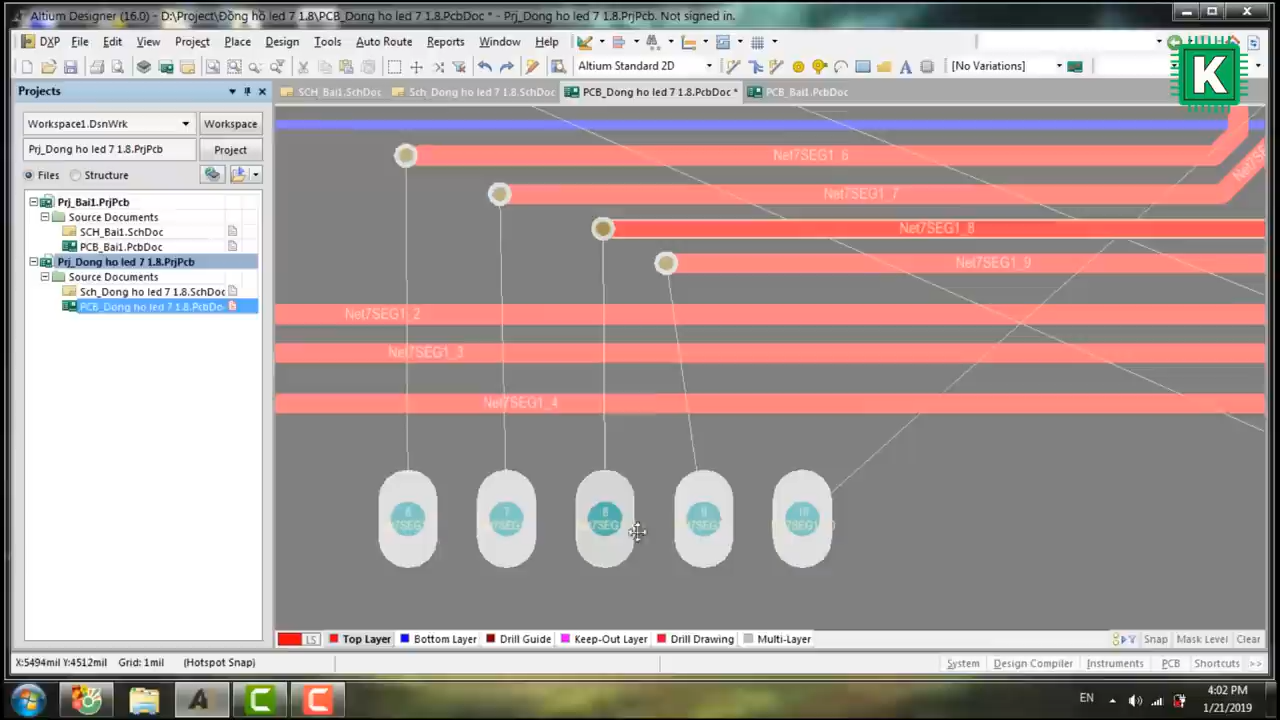 Altium Designer (16.0) - D:\Project\Đồng ho led 7 1.8\PCB_Dong ho led 7 1.8.PcbDoc * - Prj_Dong ho led 7 1.8.PrjPcb. Not signed in.
DXP File Edit View Project Place Design Tools Auto Route Reports Window Help
Altium Standard 2D [No Variations]
K
Projects
SCH_Bai1.SchDoc Sch_Dong ho led 7 1.8.SchDoc PCB_Dong ho led 7 1.8.PcbDoc * PCB_Bai1.PcbDoc
Workspace1.DsnWrk Workspace
Prj_Dong ho led 7 1.8.PrjPcb Project
Files Structure
Prj_Bai1.PrjPcb
Source Documents
SCH_Bai1.SchDoc
PCB_Bai1.PcbDoc
Prj_Dong ho led 7 1.8.PrjPcb
Source Documents
Sch_Dong ho led 7 1.8.SchDoc
PCB_Dong ho led 7 1.8.PcbDo
Net7SEG1_6
Net7SEG1_7
Net7SEG1_8
Net7SEG1_9
Net7SEG1_2
Net7SEG1_3
Net7SEG1_4
6 7 8 9 10
LS Top Layer Bottom Layer Drill Guide Keep-Out Layer Drill Drawing Multi-Layer Snap Mask Level Clear
X:5494mil Y:4512mil Grid: 1mil (Hotspot Snap) System Design Compiler Instruments PCB Shortcuts >>
EN 4:02 PM
1/21/2019